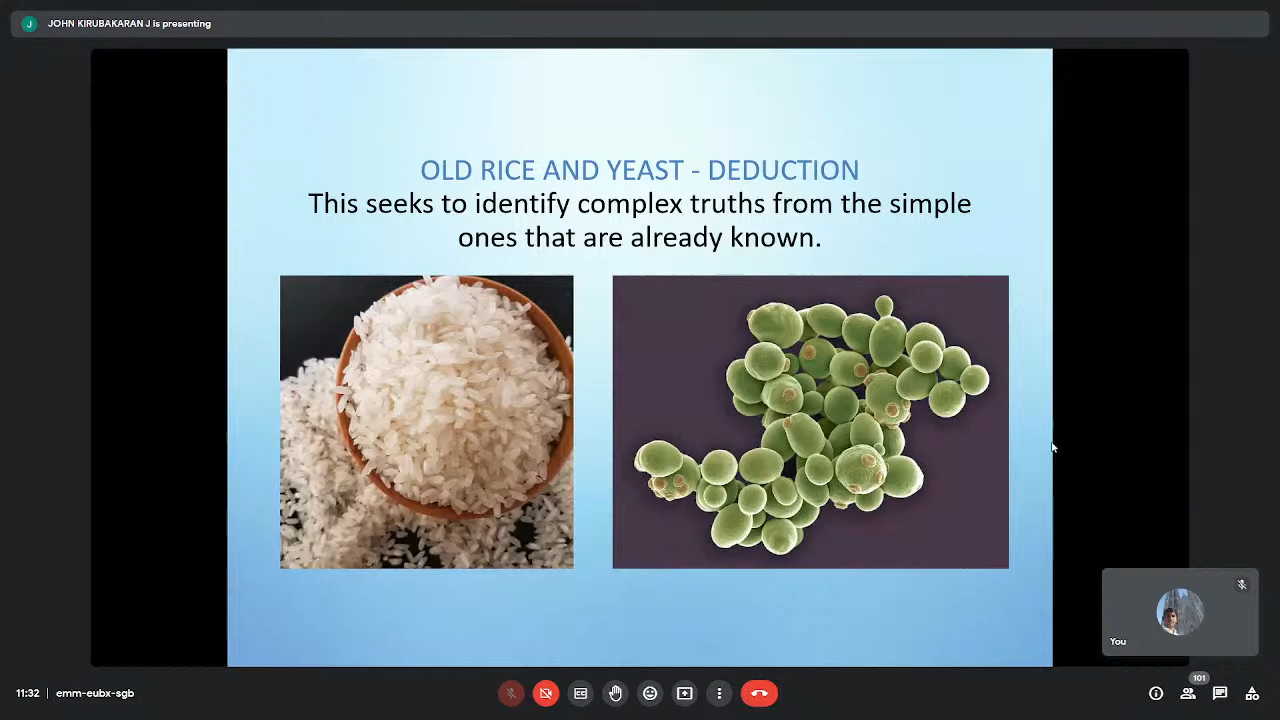 J JOHN KIRUBAKARAN J is presenting
OLD RICE AND YEAST - DEDUCTION
This seeks to identify complex truths from the simple
ones that are already known.
You
101
11:32 | emm-eubx-sgb